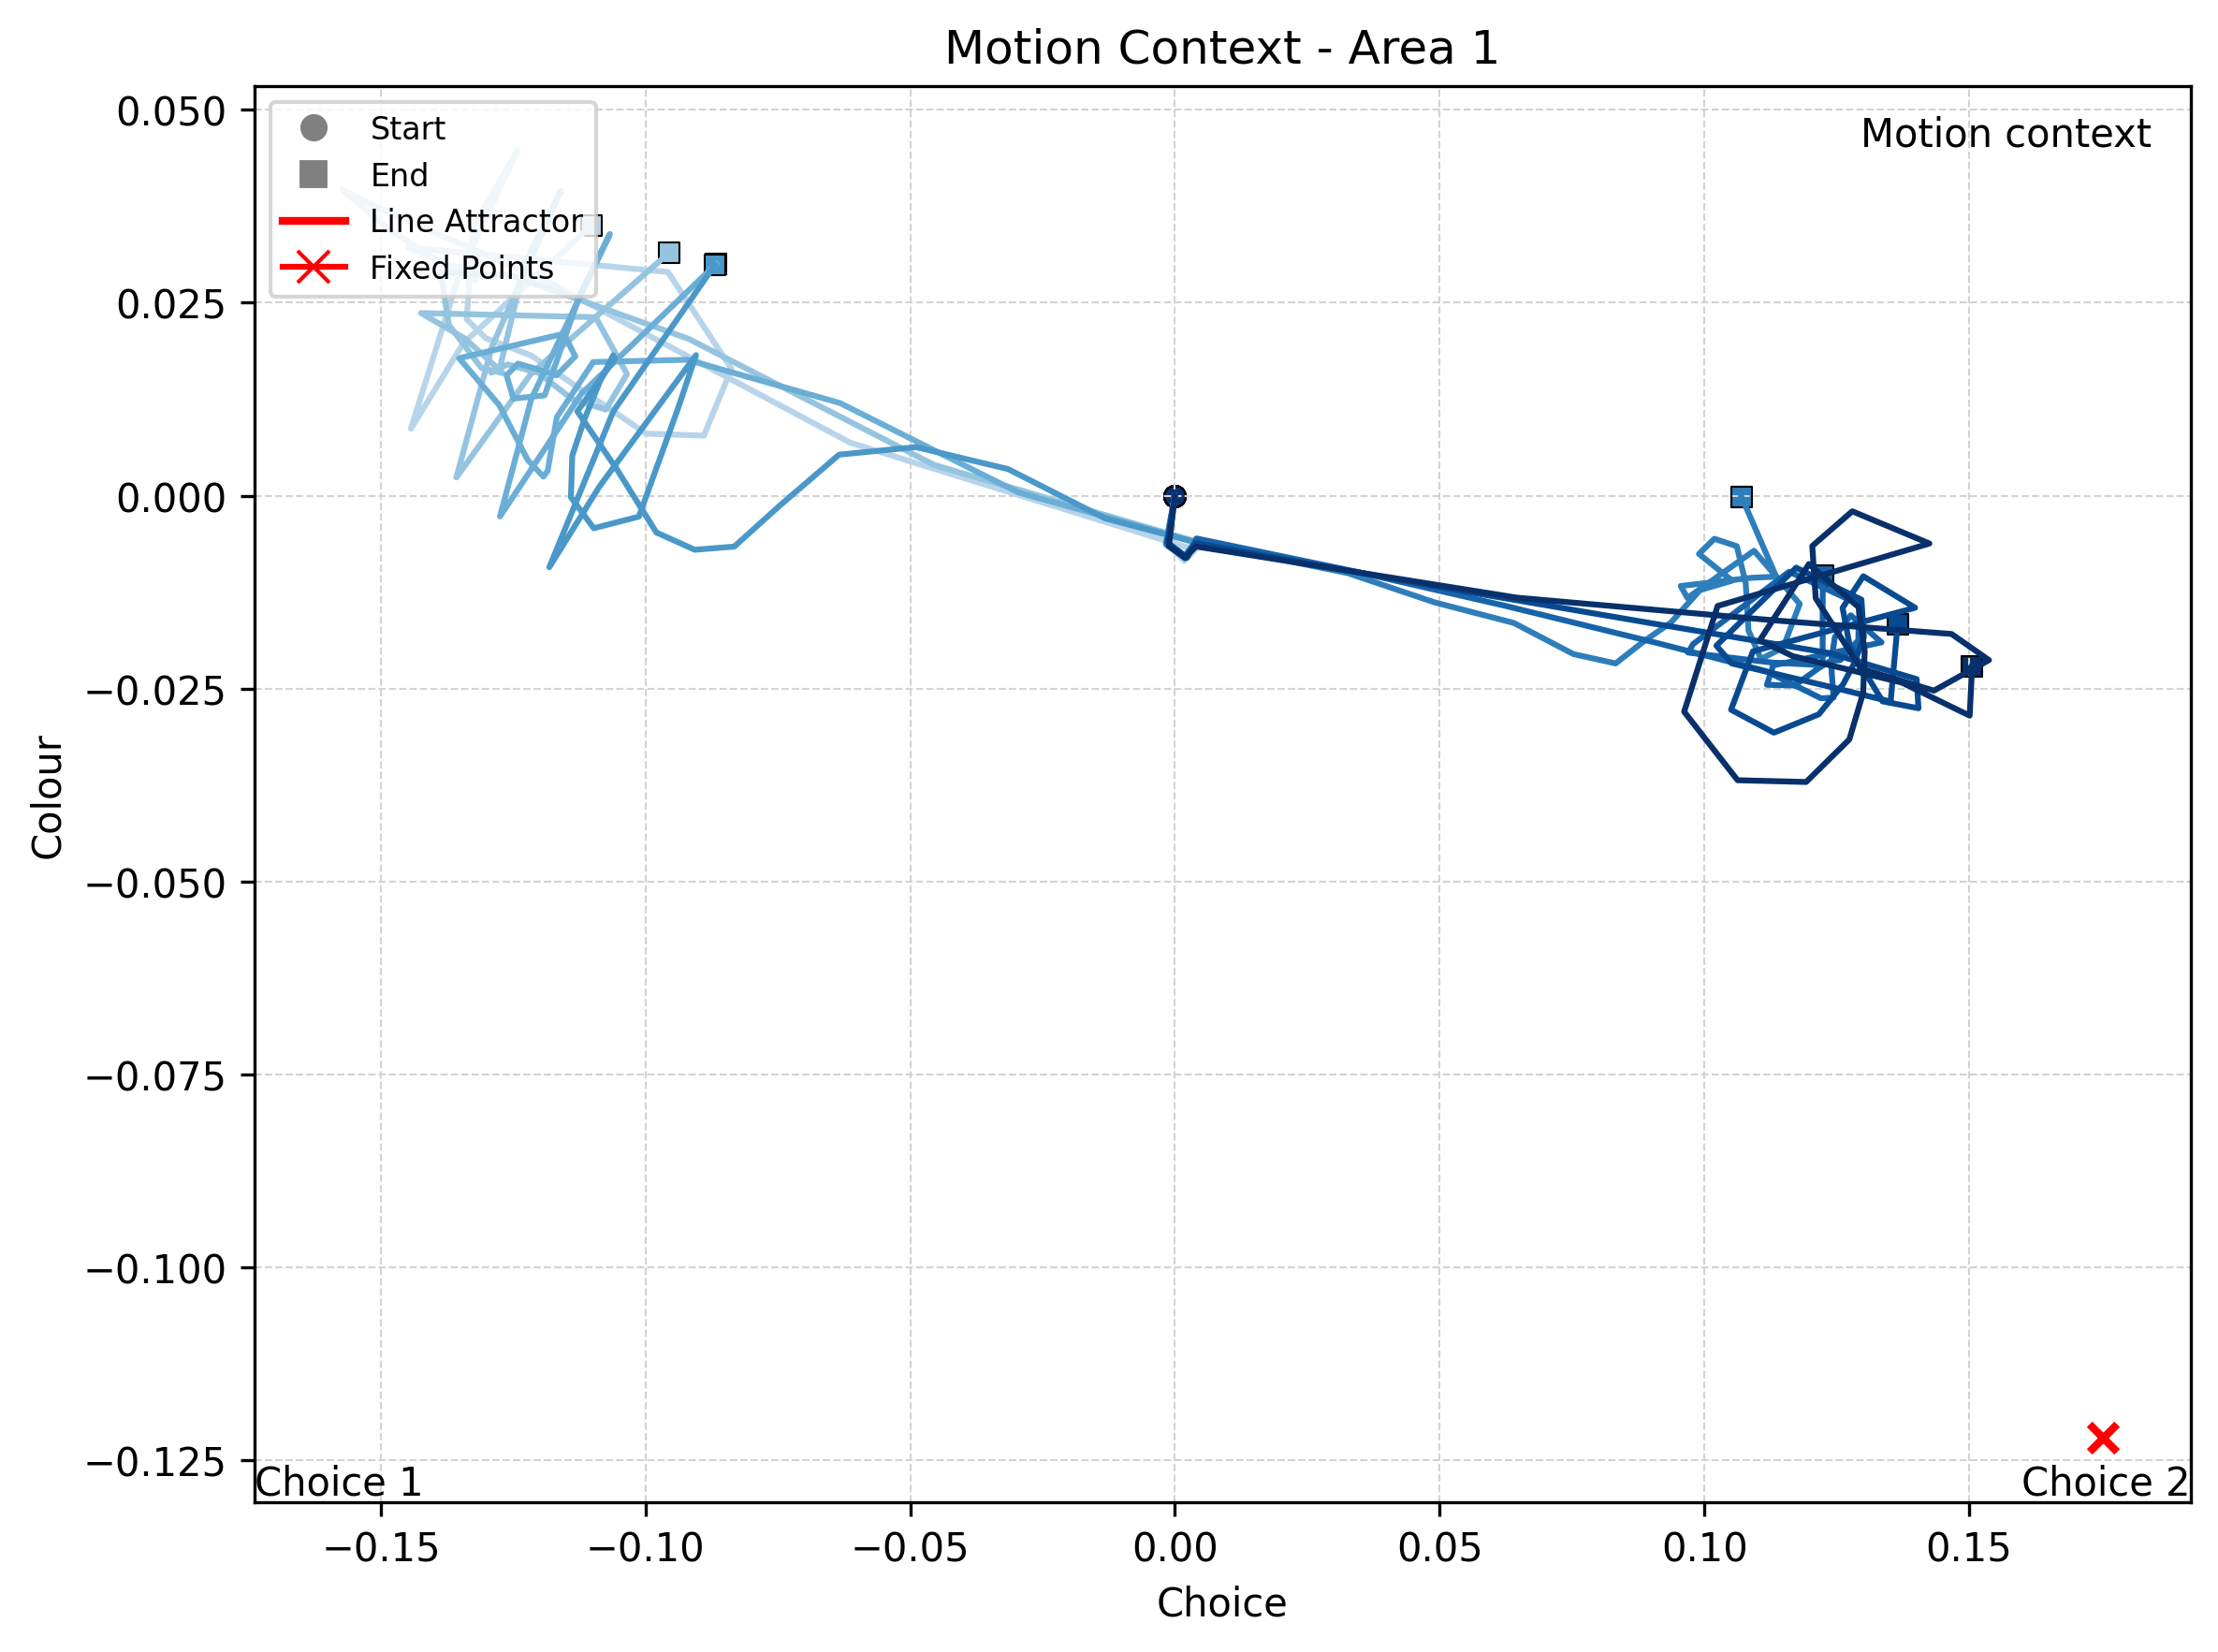 Motion Context - Area 1
Start
End
Line Attractor
Fixed Points
Motion context
Choice 1
Choice 2
Colour
0.050
0.025
0.000
−0.025
−0.050
−0.075
−0.100
−0.125
−0.15
−0.10
−0.05
0.00
0.05
0.10
0.15
Choice